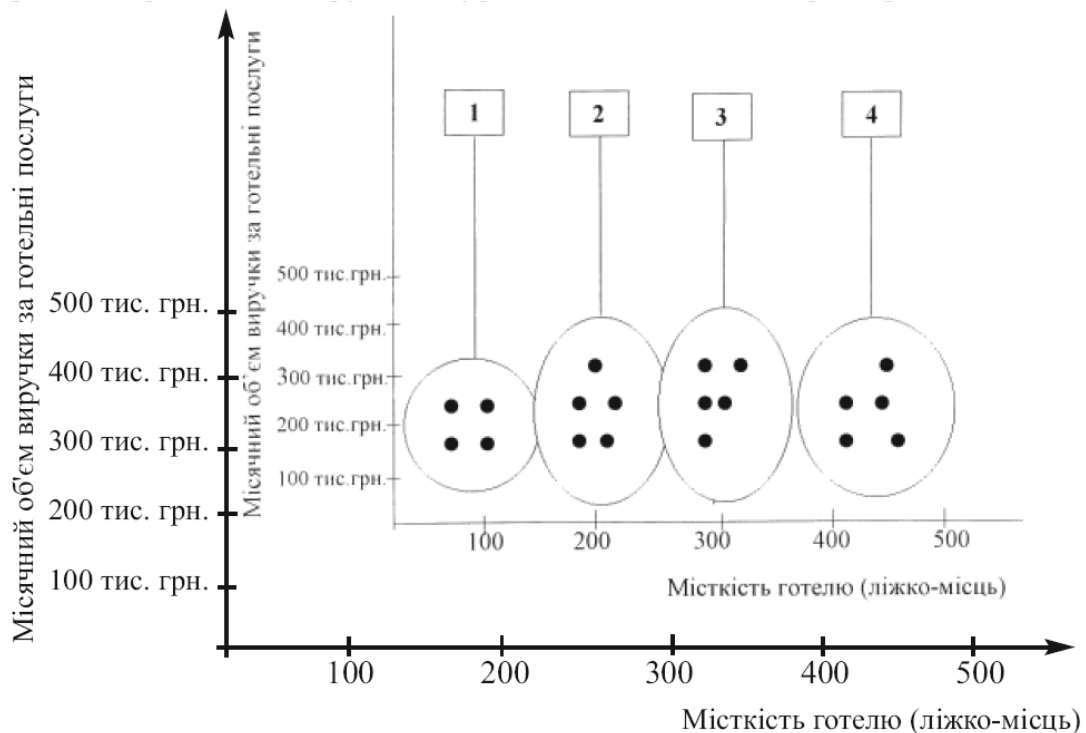 Місячний об'єм виручки за готельні послуги
500 тис. грн.
400 тис. грн.
300 тис. грн.
200 тис. грн.
100 тис. грн.
Місячний об'єм виручки за готельні послуги
1
2
3
4
500 тис.грн.
400 тис.грн.
300 тис.грн.
200 тис.грн.
100 тис.грн.
100 200 300 400 500
Місткість готелю (ліжко-місць)
100 200 300 400 500
Місткість готелю (ліжко-місць)